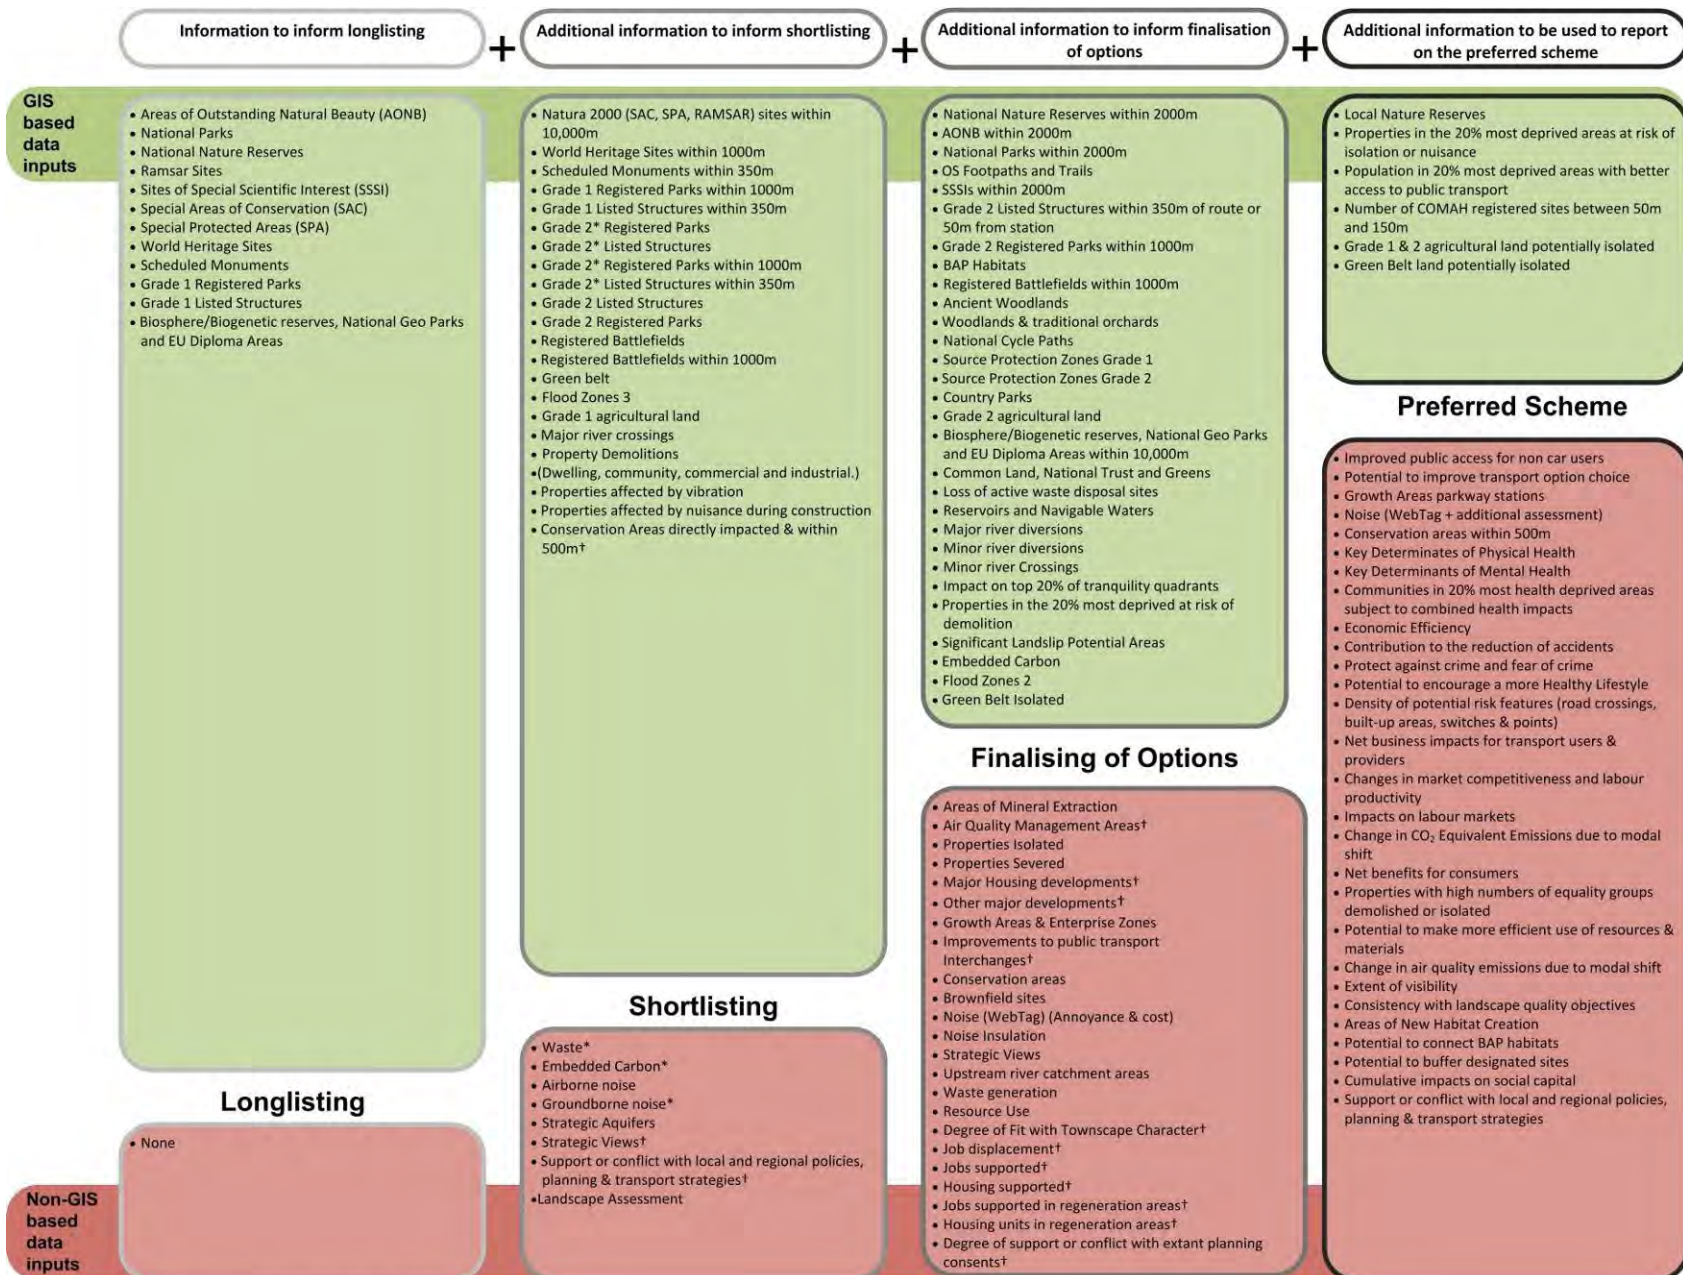 Information to inform longlisting
+
Additional information to inform shortlisting
+
Additional information to inform finalisation
of options
+
Additional information to be used to report
on the preferred scheme
GIS
based
data
inputs
• Areas of Outstanding Natural Beauty (AONB)
• National Parks
• National Nature Reserves
• Ramsar Sites
• Sites of Special Scientific Interest (SSSI)
• Special Areas of Conservation (SAC)
• Special Protected Areas (SPA)
• World Heritage Sites
• Scheduled Monuments
• Grade 1 Registered Parks
• Grade 1 Listed Structures
• Biosphere/Biogenetic reserves, National Geo Parks
and EU Diploma Areas
Longlisting
• None
• Natura 2000 (SAC, SPA, RAMSAR) sites within
10,000m
• World Heritage Sites within 1000m
• Scheduled Monuments within 350m
• Grade 1 Registered Parks within 1000m
• Grade 1 Listed Structures within 350m
• Grade 2* Registered Parks
• Grade 2* Listed Structures
• Grade 2* Registered Parks within 1000m
• Grade 2* Listed Structures within 350m
• Grade 2 Listed Structures
• Grade 2 Registered Parks
• Registered Battlefields
• Registered Battlefields within 1000m
• Green belt
• Flood Zones 3
• Grade 1 agricultural land
• Major river crossings
• Property Demolitions
•(Dwelling, community, commercial and industrial.)
• Properties affected by vibration
• Properties affected by nuisance during construction
• Conservation Areas directly impacted & within
500m†
Shortlisting
• Waste*
• Embedded Carbon*
• Airborne noise
• Groundborne noise*
• Strategic Aquifers
• Strategic Views†
• Support or conflict with local and regional policies,
planning & transport strategies†
•Landscape Assessment
• National Nature Reserves within 2000m
• AONB within 2000m
• National Parks within 2000m
• OS Footpaths and Trails
• SSSIs within 2000m
• Grade 2 Listed Structures within 350m of route or
50m from station
• Grade 2 Registered Parks within 1000m
• BAP Habitats
• Registered Battlefields within 1000m
• Ancient Woodlands
• Woodlands & traditional orchards
• National Cycle Paths
• Source Protection Zones Grade 1
• Source Protection Zones Grade 2
• Country Parks
• Grade 2 agricultural land
• Biosphere/Biogenetic reserves, National Geo Parks
and EU Diploma Areas within 10,000m
• Common Land, National Trust and Greens
• Loss of active waste disposal sites
• Reservoirs and Navigable Waters
• Major river diversions
• Minor river diversions
• Minor river Crossings
• Impact on top 20% of tranquility quadrants
• Properties in the 20% most deprived at risk of
demolition
• Significant Landslip Potential Areas
• Embedded Carbon
• Flood Zones 2
• Green Belt Isolated
Finalising of Options
• Areas of Mineral Extraction
• Air Quality Management Areas†
• Properties Isolated
• Properties Severed
• Major Housing developments†
• Other major developments†
• Growth Areas & Enterprise Zones
• Improvements to public transport
Interchanges†
• Conservation areas
• Brownfield sites
• Noise (WebTag) (Annoyance & cost)
• Noise Insulation
• Strategic Views
• Upstream river catchment areas
• Waste generation
• Resource Use
• Degree of Fit with Townscape Character†
• Job displacement†
• Jobs supported†
• Housing supported†
• Jobs supported in regeneration areas†
• Housing units in regeneration areas†
• Degree of support or conflict with extant planning
consents†
• Local Nature Reserves
• Properties in the 20% most deprived areas at risk of
isolation or nuisance
• Population in 20% most deprived areas with better
access to public transport
• Number of COMAH registered sites between 50m
and 150m
• Grade 1 & 2 agricultural land potentially isolated
• Green Belt land potentially isolated
Preferred Scheme
• Improved public access for non car users
• Potential to improve transport option choice
• Growth Areas parkway stations
• Noise (WebTag + additional assessment)
• Conservation areas within 500m
• Key Determinates of Physical Health
• Key Determinants of Mental Health
• Communities in 20% most health deprived areas
subject to combined health impacts
• Economic Efficiency
• Contribution to the reduction of accidents
• Protect against crime and fear of crime
• Potential to encourage a more Healthy Lifestyle
• Density of potential risk features (road crossings,
built-up areas, switches & points)
• Net business impacts for transport users &
providers
• Changes in market competitiveness and labour
productivity
• Impacts on labour markets
• Change in CO₂ Equivalent Emissions due to modal
shift
• Net benefits for consumers
• Properties with high numbers of equality groups
demolished or isolated
• Potential to make more efficient use of resources &
materials
• Change in air quality emissions due to modal shift
• Extent of visibility
• Consistency with landscape quality objectives
• Areas of New Habitat Creation
• Potential to connect BAP habitats
• Potential to buffer designated sites
• Cumulative impacts on social capital
• Support or conflict with local and regional policies,
planning & transport strategies
Non-GIS
based
data
inputs